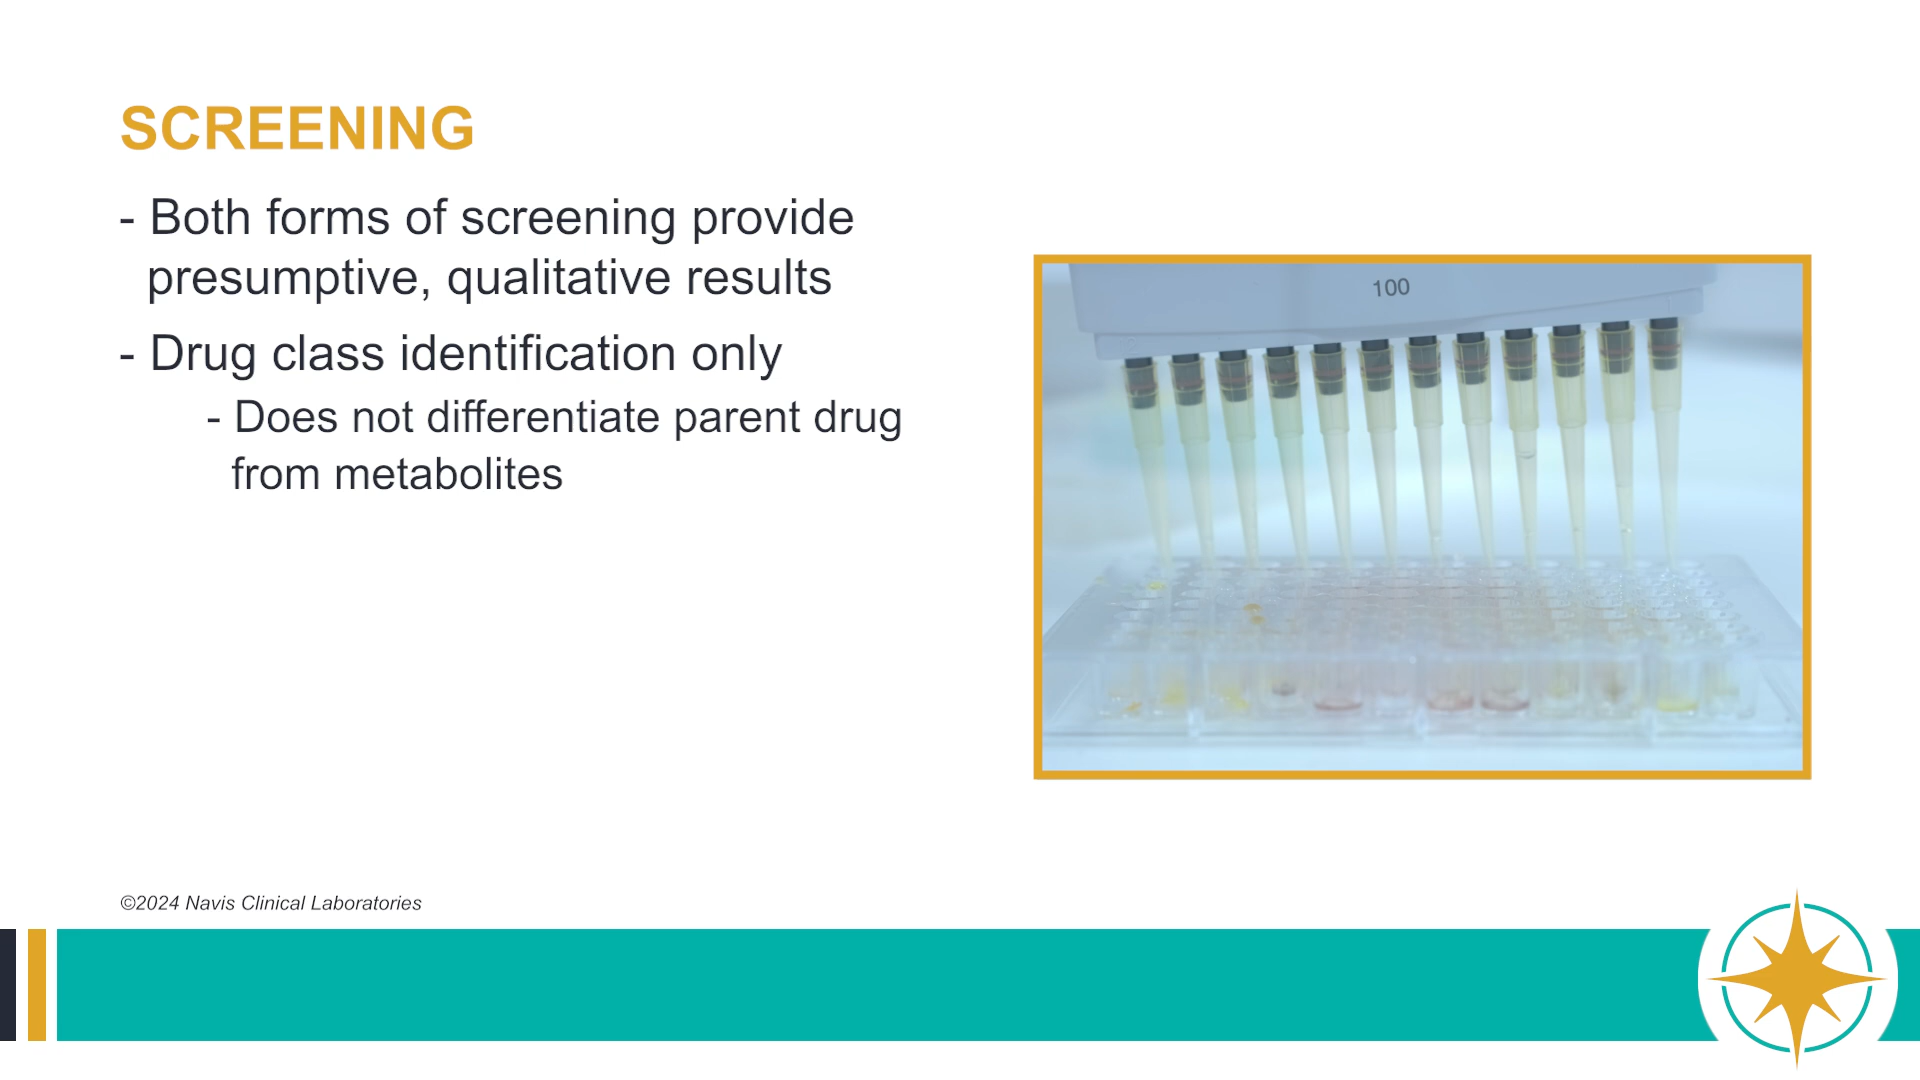 SCREENING
- Both forms of screening provide
presumptive, qualitative results
- Drug class identification only
- Does not differentiate parent drug
from metabolites
100
©2024 Navis Clinical Laboratories